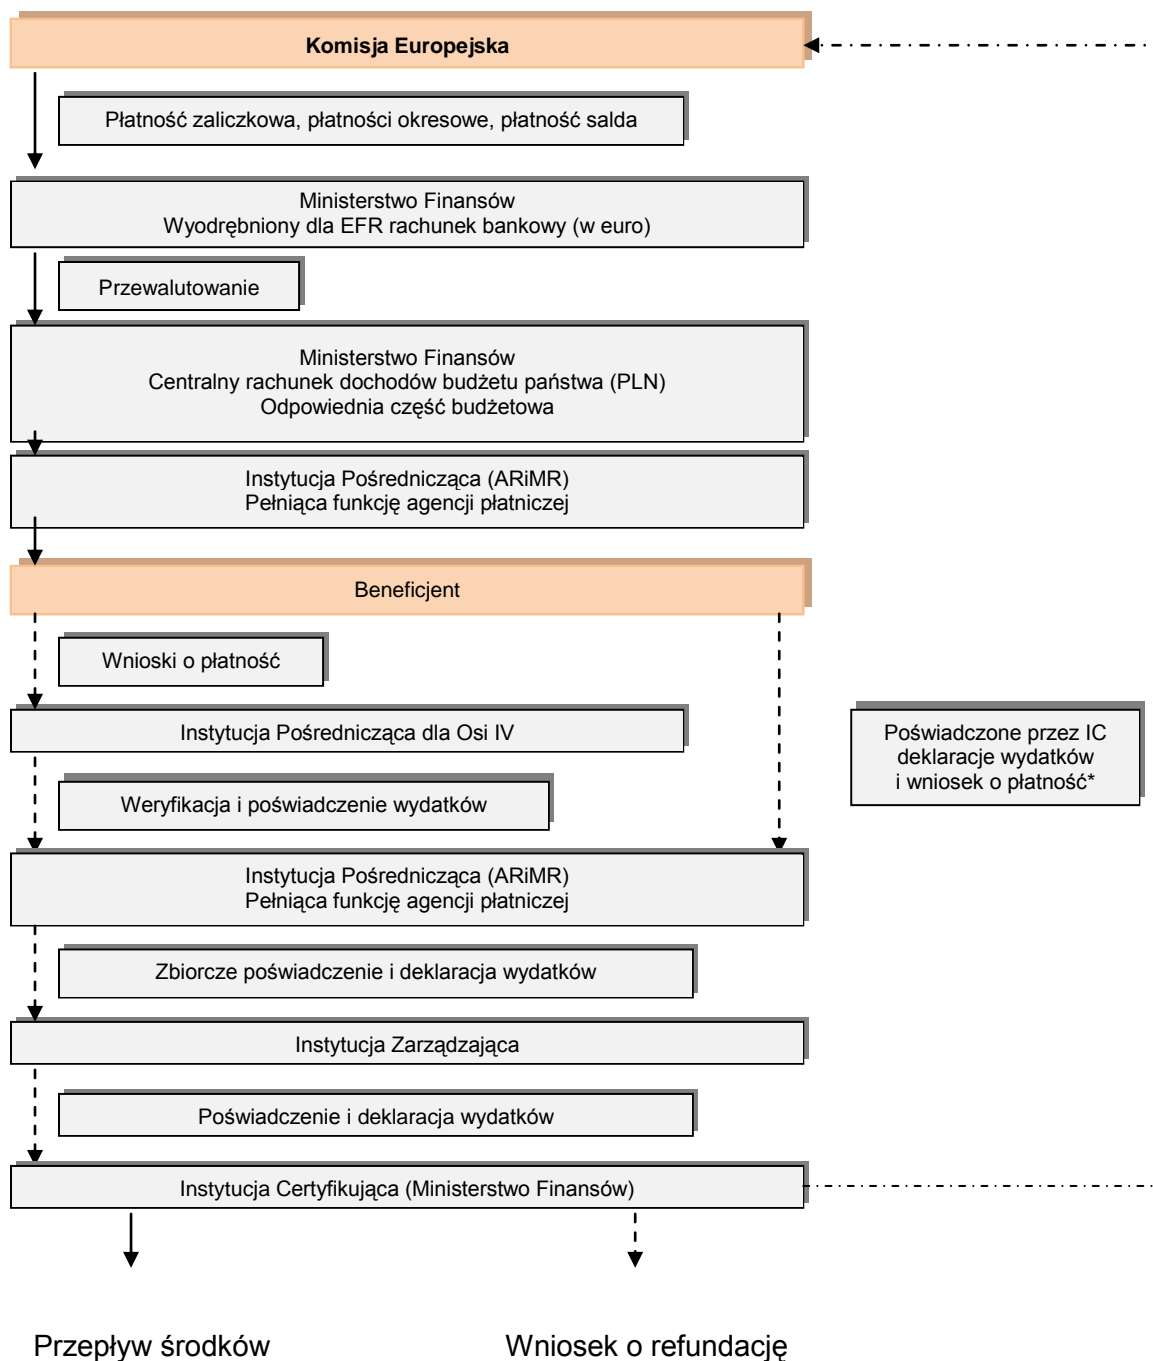 Komisja Europejska
Płatność zaliczkowa, płatności okresowe, płatność salda
Ministerstwo Finansów
Wyodrębniony dla EFR rachunek bankowy (w euro)
Przewalutowanie
Ministerstwo Finansów
Centralny rachunek dochodów budżetu państwa (PLN)
Odpowiednia część budżetowa
Instytucja Pośrednicząca (ARiMR)
Pełniąca funkcję agencji płatniczej
Beneficjent
Wnioski o płatność
Instytucja Pośrednicząca dla Osi IV
Poświadczone przez IC
deklaracje wydatków
i wniosek o płatność*
Weryfikacja i poświadczenie wydatków
Instytucja Pośrednicząca (ARiMR)
Pełniąca funkcję agencji płatniczej
Zbiorcze poświadczenie i deklaracja wydatków
Instytucja Zarządzająca
Poświadczenie i deklaracja wydatków
Instytucja Certyfikująca (Ministerstwo Finansów)
Przepływ środków
Wniosek o refundację